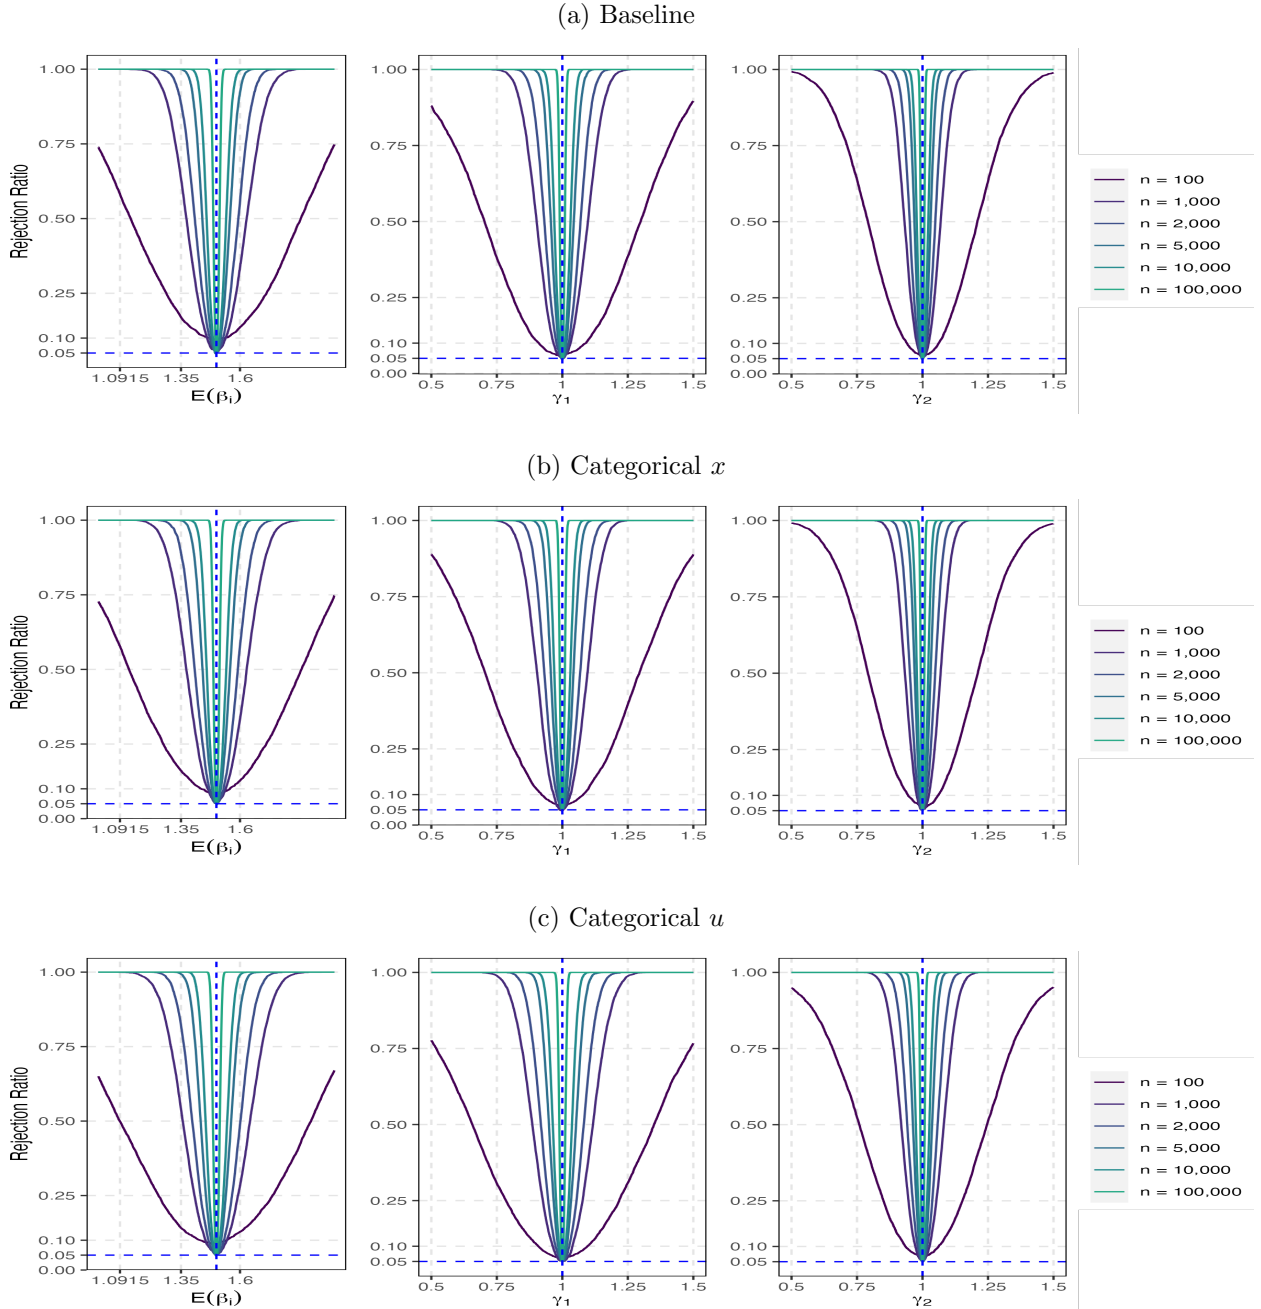 (a) Baseline
Rejection Ratio
1.00
0.75
0.50
0.25
0.10
0.05
1.0915 1.35 1.6
E(βᵢ)
1.00
0.75
0.50
0.25
0.10
0.05
0.00
0.5 0.75 1 1.25 1.5
γ₁
1.00
0.75
0.50
0.25
0.10
0.05
0.00
0.5 0.75 1 1.25 1.5
γ₂
n = 100
n = 1,000
n = 2,000
n = 5,000
n = 10,000
n = 100,000
(b) Categorical x
Rejection Ratio
1.00
0.75
0.50
0.25
0.10
0.05
0.00
1.0915 1.35 1.6
E(βᵢ)
1.00
0.75
0.50
0.25
0.10
0.05
0.00
0.5 0.75 1 1.25 1.5
γ₁
1.00
0.75
0.50
0.25
0.10
0.05
0.00
0.5 0.75 1 1.25 1.5
γ₂
n = 100
n = 1,000
n = 2,000
n = 5,000
n = 10,000
n = 100,000
(c) Categorical u
Rejection Ratio
1.00
0.75
0.50
0.25
0.10
0.05
0.00
1.0915 1.35 1.6
E(βᵢ)
1.00
0.75
0.50
0.25
0.10
0.05
0.00
0.5 0.75 1 1.25 1.5
γ₁
1.00
0.75
0.50
0.25
0.10
0.05
0.00
0.5 0.75 1 1.25 1.5
γ₂
n = 100
n = 1,000
n = 2,000
n = 5,000
n = 10,000
n = 100,000